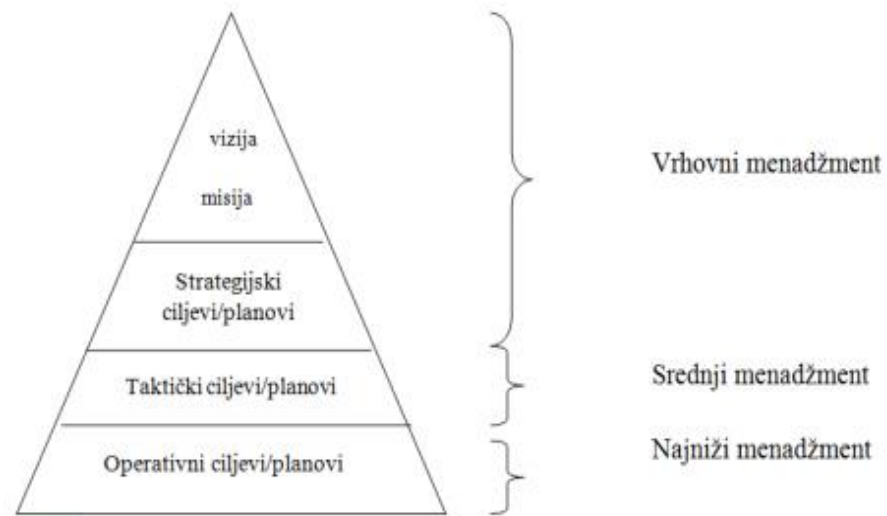 vizija
misija
Strategijski
ciljevi/planovi
Taktički ciljevi/planovi
Operativni ciljevi/planovi
Vrhovni menadžment
Srednji menadžment
Najniži menadžment